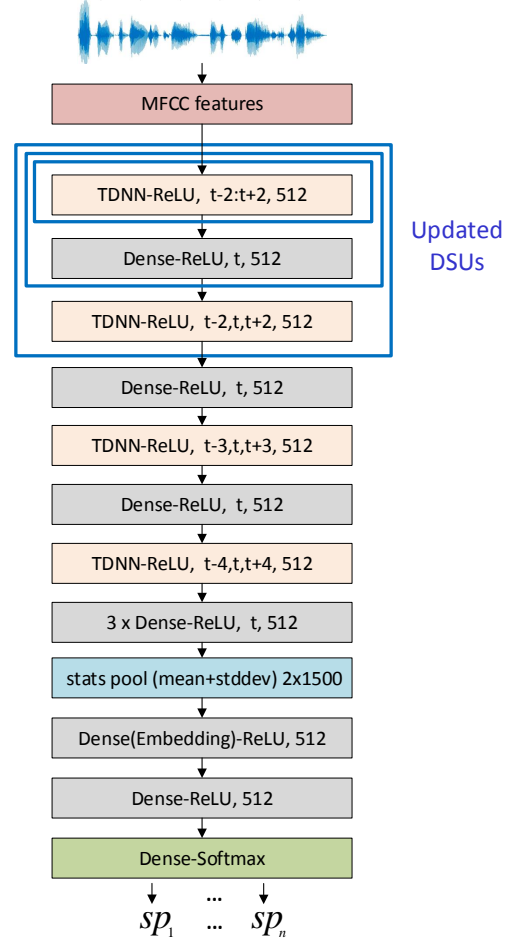 MFCC features
TDNN-ReLU, t-2:t+2, 512
Dense-ReLU, t, 512
TDNN-ReLU, t-2,t,t+2, 512
Updated
DSUs
Dense-ReLU, t, 512
TDNN-ReLU, t-3,t,t+3, 512
Dense-ReLU, t, 512
TDNN-ReLU, t-4,t,t+4, 512
3 x Dense-ReLU, t, 512
stats pool (mean+stddev) 2x1500
Dense(Embedding)-ReLU, 512
Dense-ReLU, 512
Dense-Softmax
...
sp₁ ... spₙ